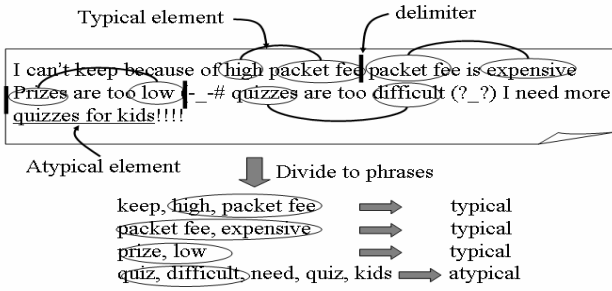 Typical element
delimiter
I can't keep because of high packet fee packet fee is expensive
Prizes are too low (-_-# quizzes are too difficult (?_?) I need more
quizzes for kids!!!!
Atypical element
Divide to phrases
keep, high, packet fee typical
packet fee, expensive typical
prize, low typical
quiz, difficult, need, quiz, kids atypical